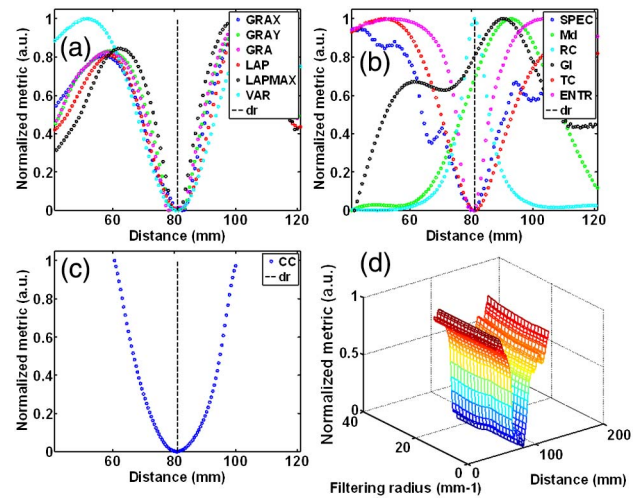 (a)
Normalized metric (a.u.)
1
0.8
0.6
0.4
0.2
0
60
80
100
120
Distance (mm)
GRAX
GRAY
GRA
LAP
LAPMAX
VAR
dr
(b)
Normalized metric (a.u.)
1
0.8
0.6
0.4
0.2
0
60
80
100
120
Distance (mm)
SPEC
Md
RC
GI
TC
ENTR
dr
(c)
Normalized metric (a.u.)
1
0.8
0.6
0.4
0.2
0
60
80
100
120
Distance (mm)
CC
dr
(d)
Normalized metric (a.u.)
1
0.5
0
40
20
0
Filtering radius (mm-1)
0
100
200
Distance (mm)